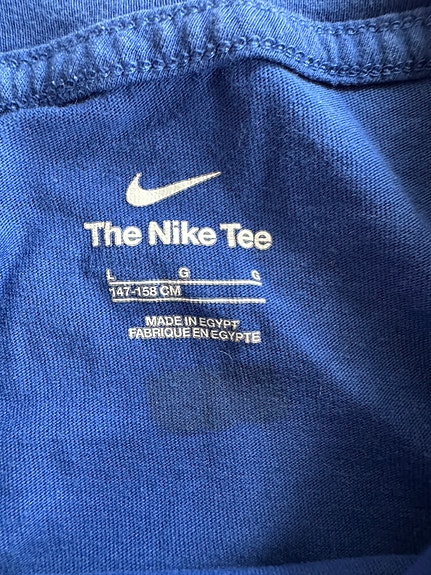 The Nike Tee
L G G
147-158 CM
MADE IN EGYPT
FABRIQUE EN EGYPTE